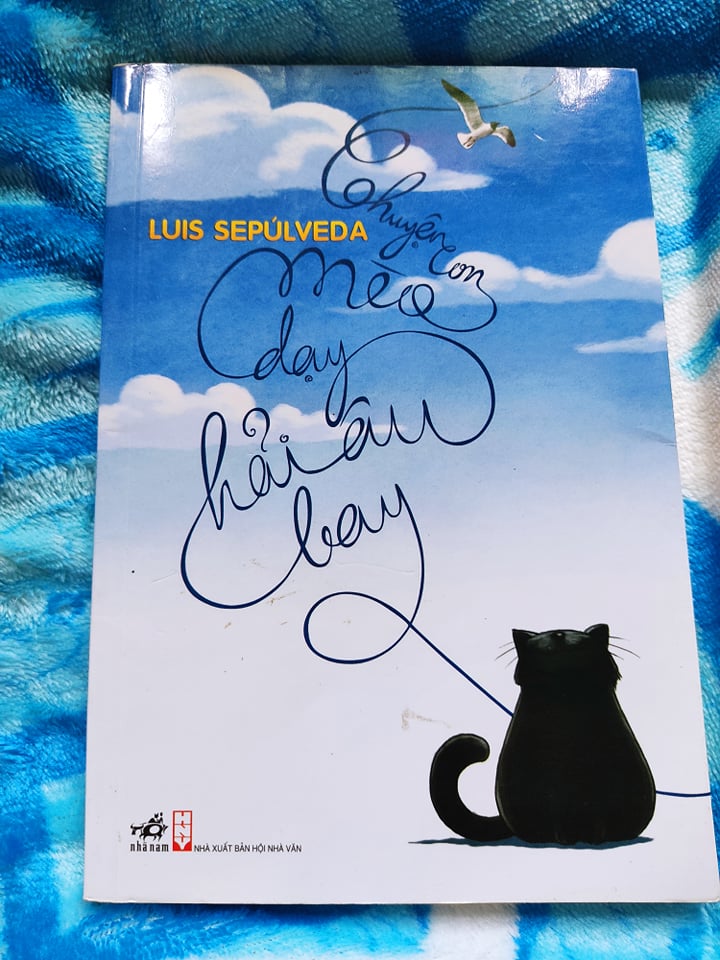 Chuyện con
LUIS SEPÚLVEDA
mèo
dạy
hải âu
bay
nhã nam
NHÀ XUẤT BẢN HỘI NHÀ VĂN